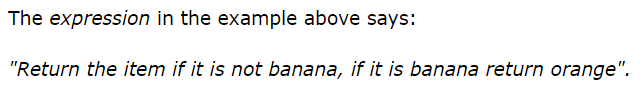 The expression in the example above says:
"Return the item if it is not banana, if it is banana return orange".